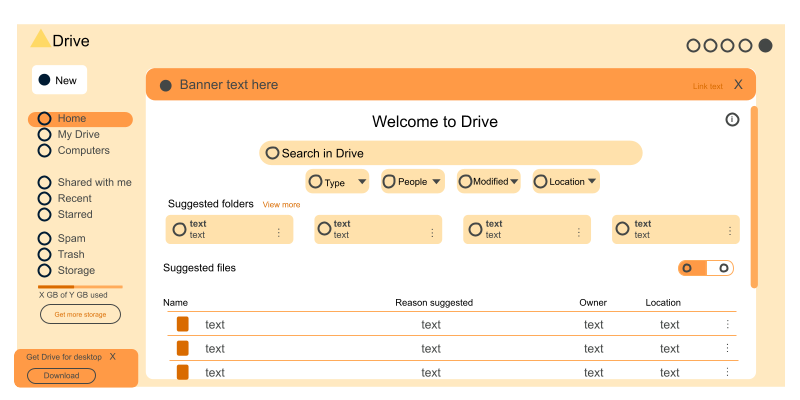 Drive
New
Banner text here
Link text X
Home
My Drive
Computers
Shared with me
Recent
Starred
Spam
Trash
Storage
X GB of Y GB used
Get more storage
Get Drive for desktop X
Download
Welcome to Drive
i
Search in Drive
Type People Modified Location
Suggested folders View more
text text text text
text text text text
Suggested files
Name Reason suggested Owner Location
text text text text
text text text text
text text text text